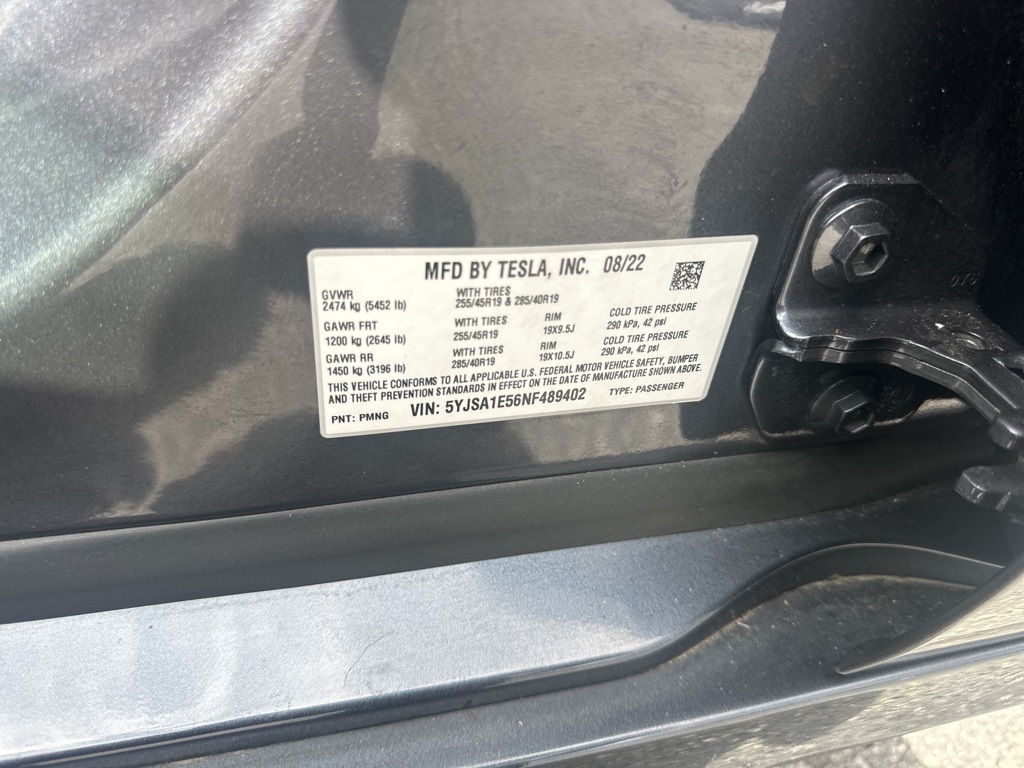 MFD BY TESLA, INC. 08/22
GVWR
2474 kg (5452 lb)
WITH TIRES
255/45R19 & 285/40R19
GAWR FRT
1200 kg (2645 lb)
WITH TIRES
255/45R19
RIM
19X9.5J
COLD TIRE PRESSURE
290 kPa, 42 psi
GAWR RR
1450 kg (3196 lb)
WITH TIRES
285/40R19
RIM
19X10.5J
COLD TIRE PRESSURE
290 kPa, 42 psi
THIS VEHICLE CONFORMS TO ALL APPLICABLE U.S. FEDERAL MOTOR VEHICLE SAFETY, BUMPER
AND THEFT PREVENTION STANDARDS IN EFFECT ON THE DATE OF MANUFACTURE SHOWN ABOVE.
PNT: PMNG VIN: 5YJSA1E56NF489402 TYPE: PASSENGER